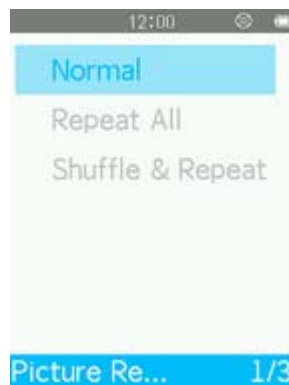 12:00
Normal
Repeat All
Shuffle & Repeat
Picture Re... 1/3